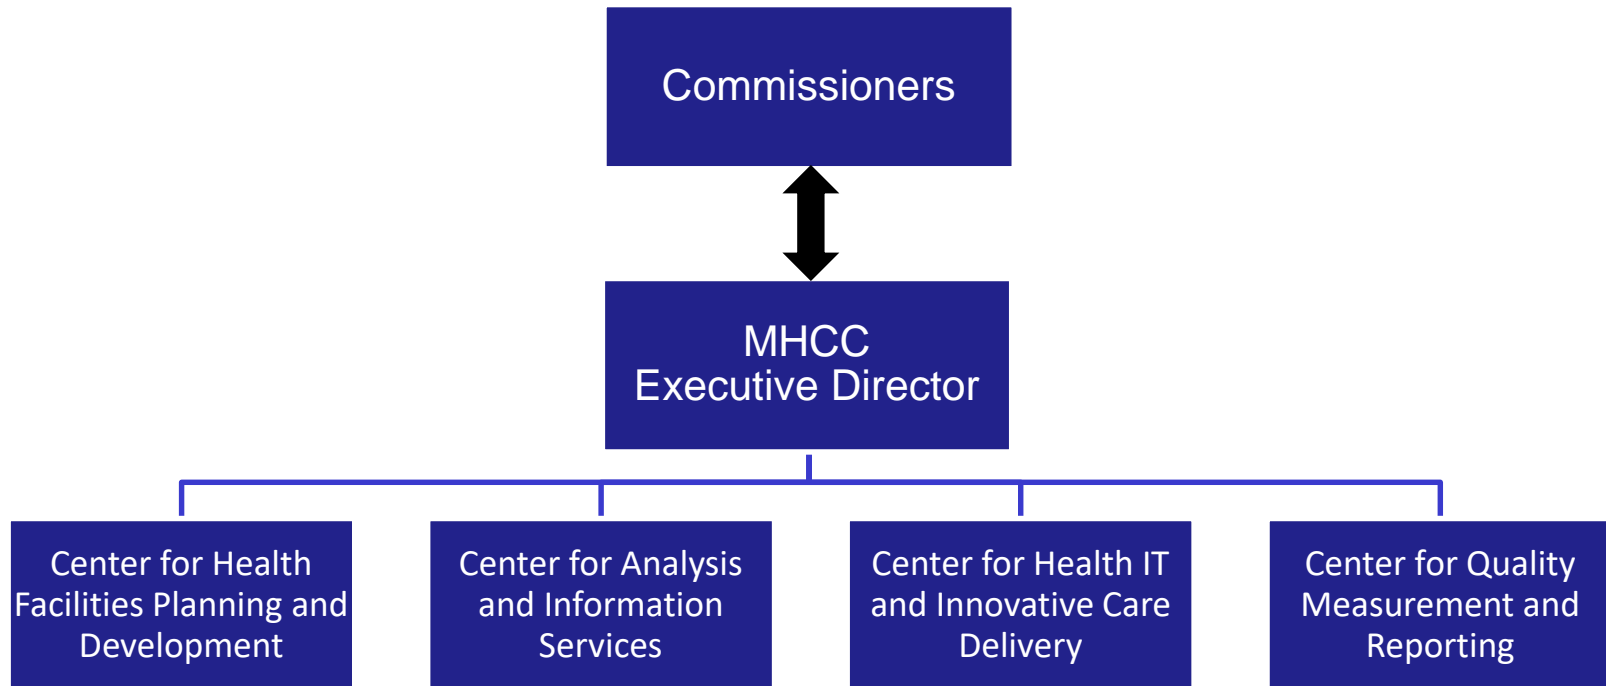 Commissioners
MHCC
Executive Director
Center for Health
Facilities Planning and
Development
Center for Analysis
and Information
Services
Center for Health IT
and Innovative Care
Delivery
Center for Quality
Measurement and
Reporting